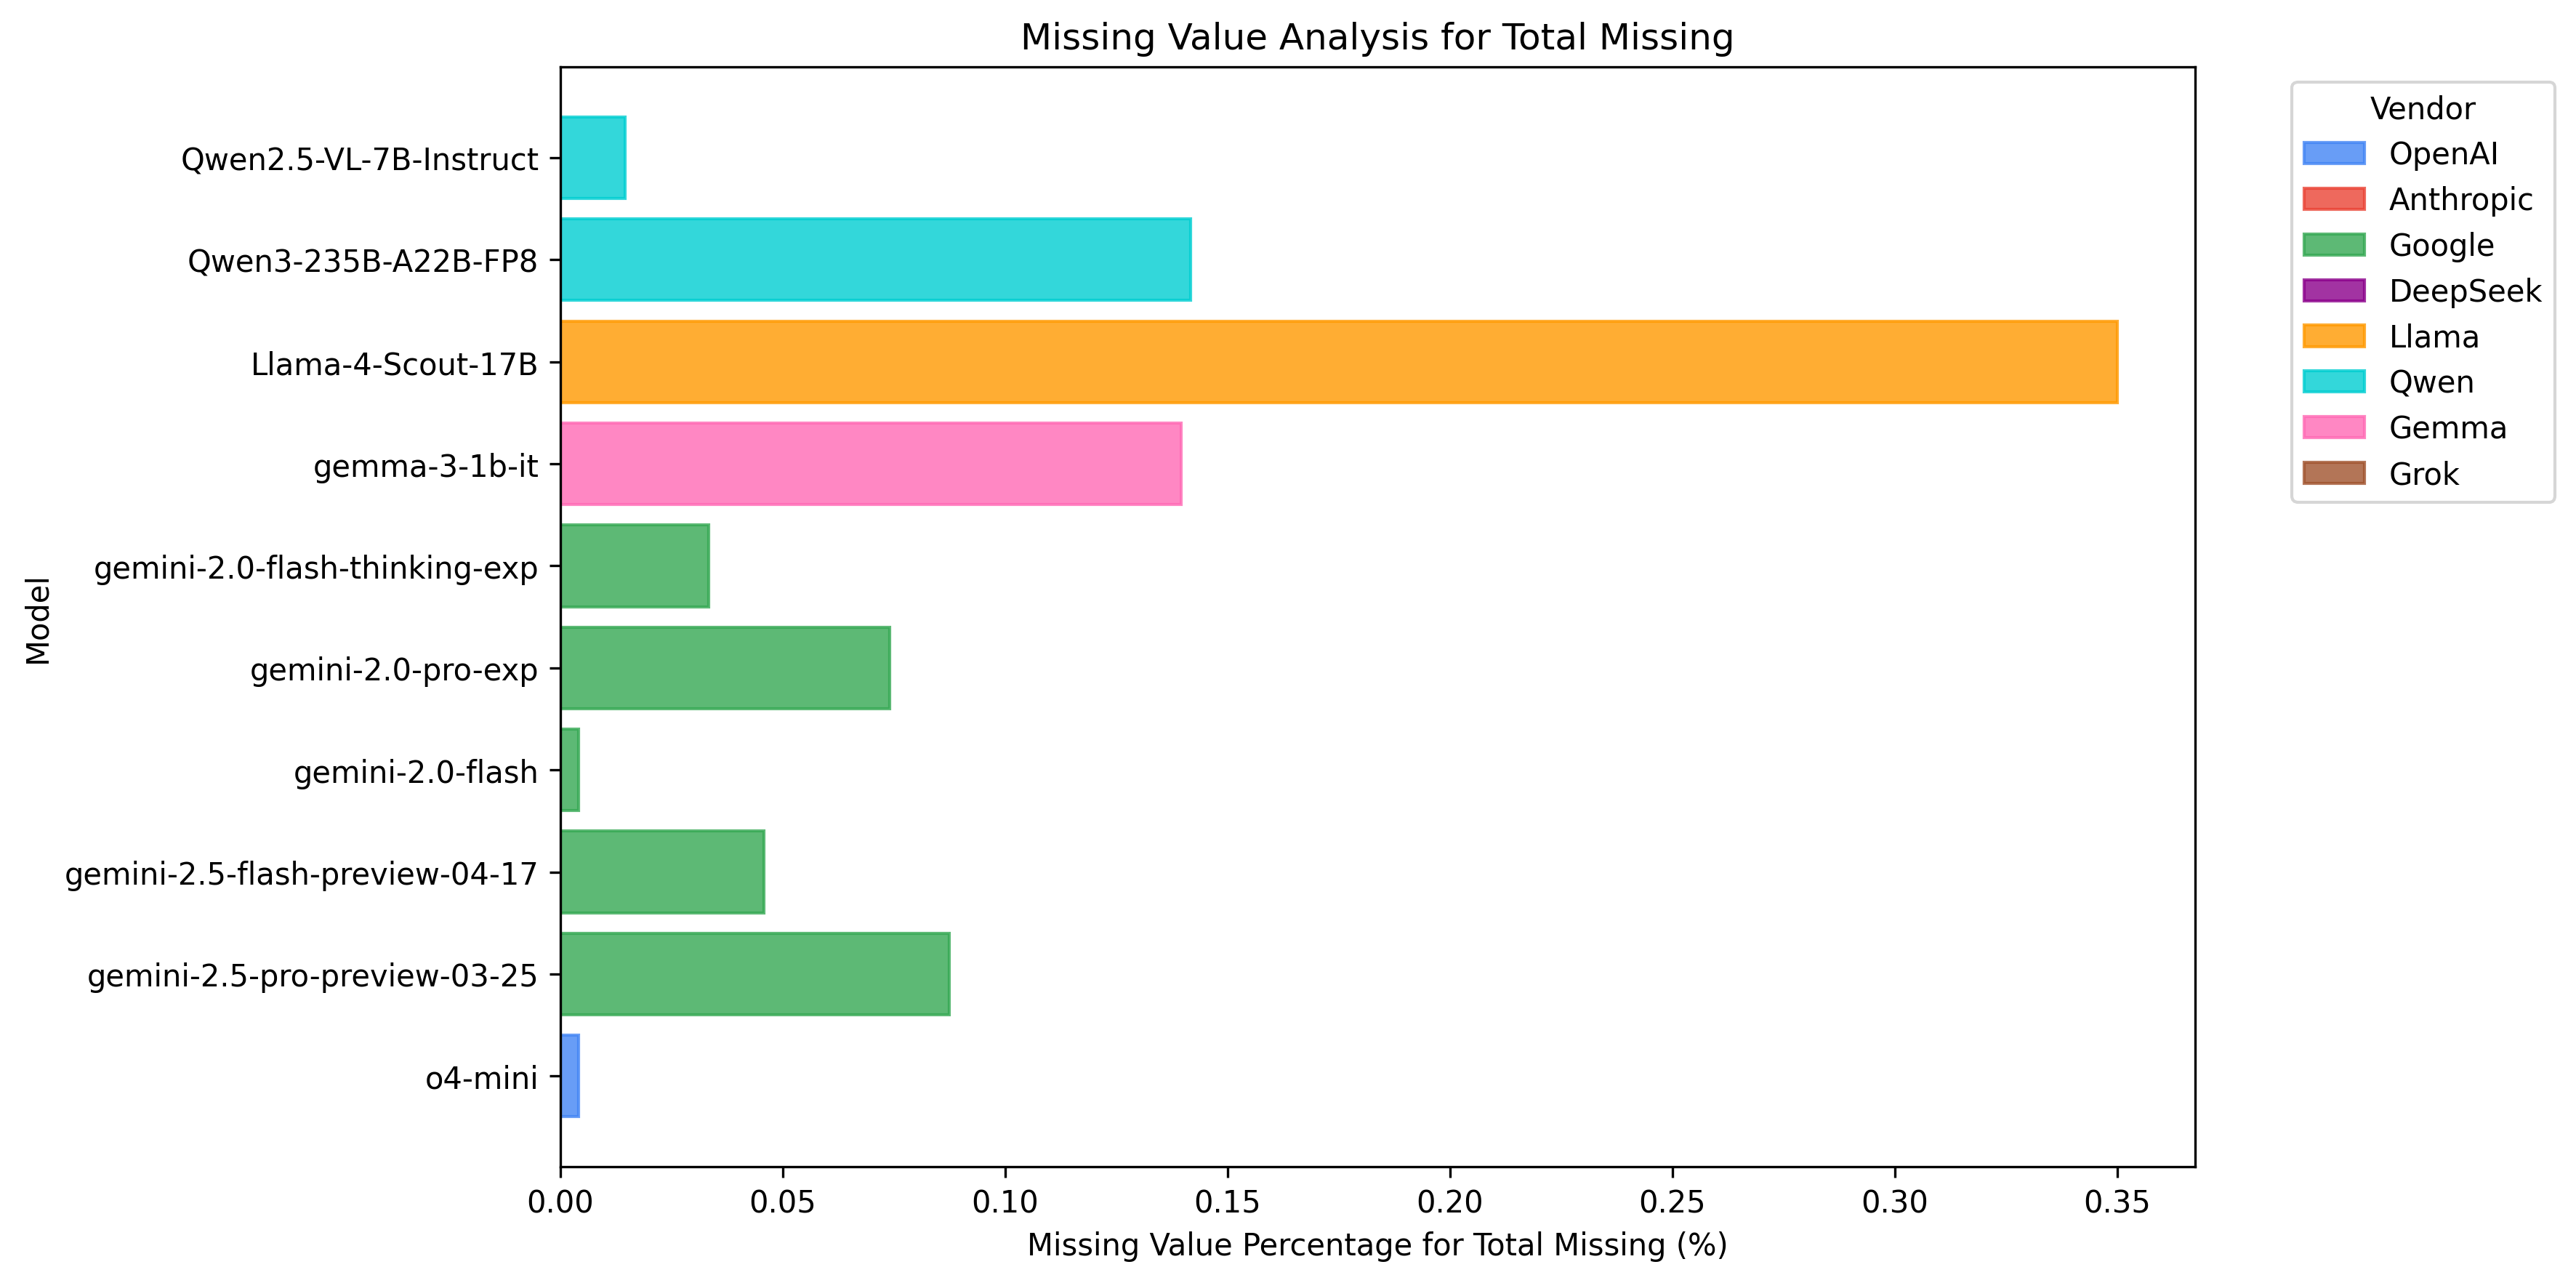 Missing Value Analysis for Total Missing
Vendor
OpenAI
Anthropic
Google
DeepSeek
Llama
Qwen
Gemma
Grok
Model
Qwen2.5-VL-7B-Instruct
Qwen3-235B-A22B-FP8
Llama-4-Scout-17B
gemma-3-1b-it
gemini-2.0-flash-thinking-exp
gemini-2.0-pro-exp
gemini-2.0-flash
gemini-2.5-flash-preview-04-17
gemini-2.5-pro-preview-03-25
o4-mini
0.00 0.05 0.10 0.15 0.20 0.25 0.30 0.35
Missing Value Percentage for Total Missing (%)